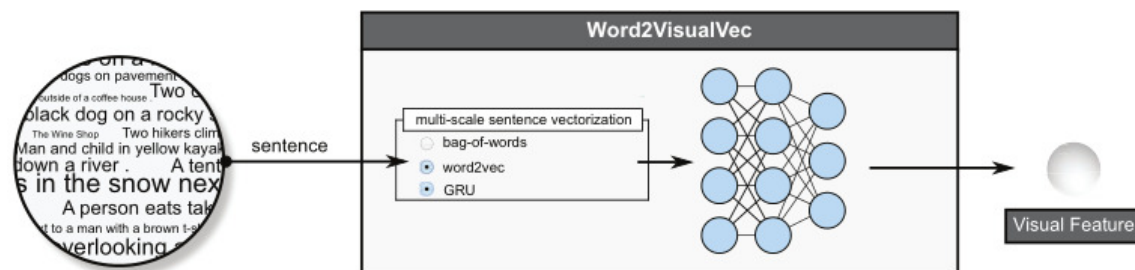 Word2VisualVec
dogs on pavement
outside of a coffee house . Two
black dog on a rocky
The Wine Shop Two hikers clim
Man and child in yellow kayak
down a river . A tent
s in the snow nex
A person eats tak
to a man with a brown t-s
verlooking
sentence
multi-scale sentence vectorization
bag-of-words
word2vec
GRU
Visual Feature